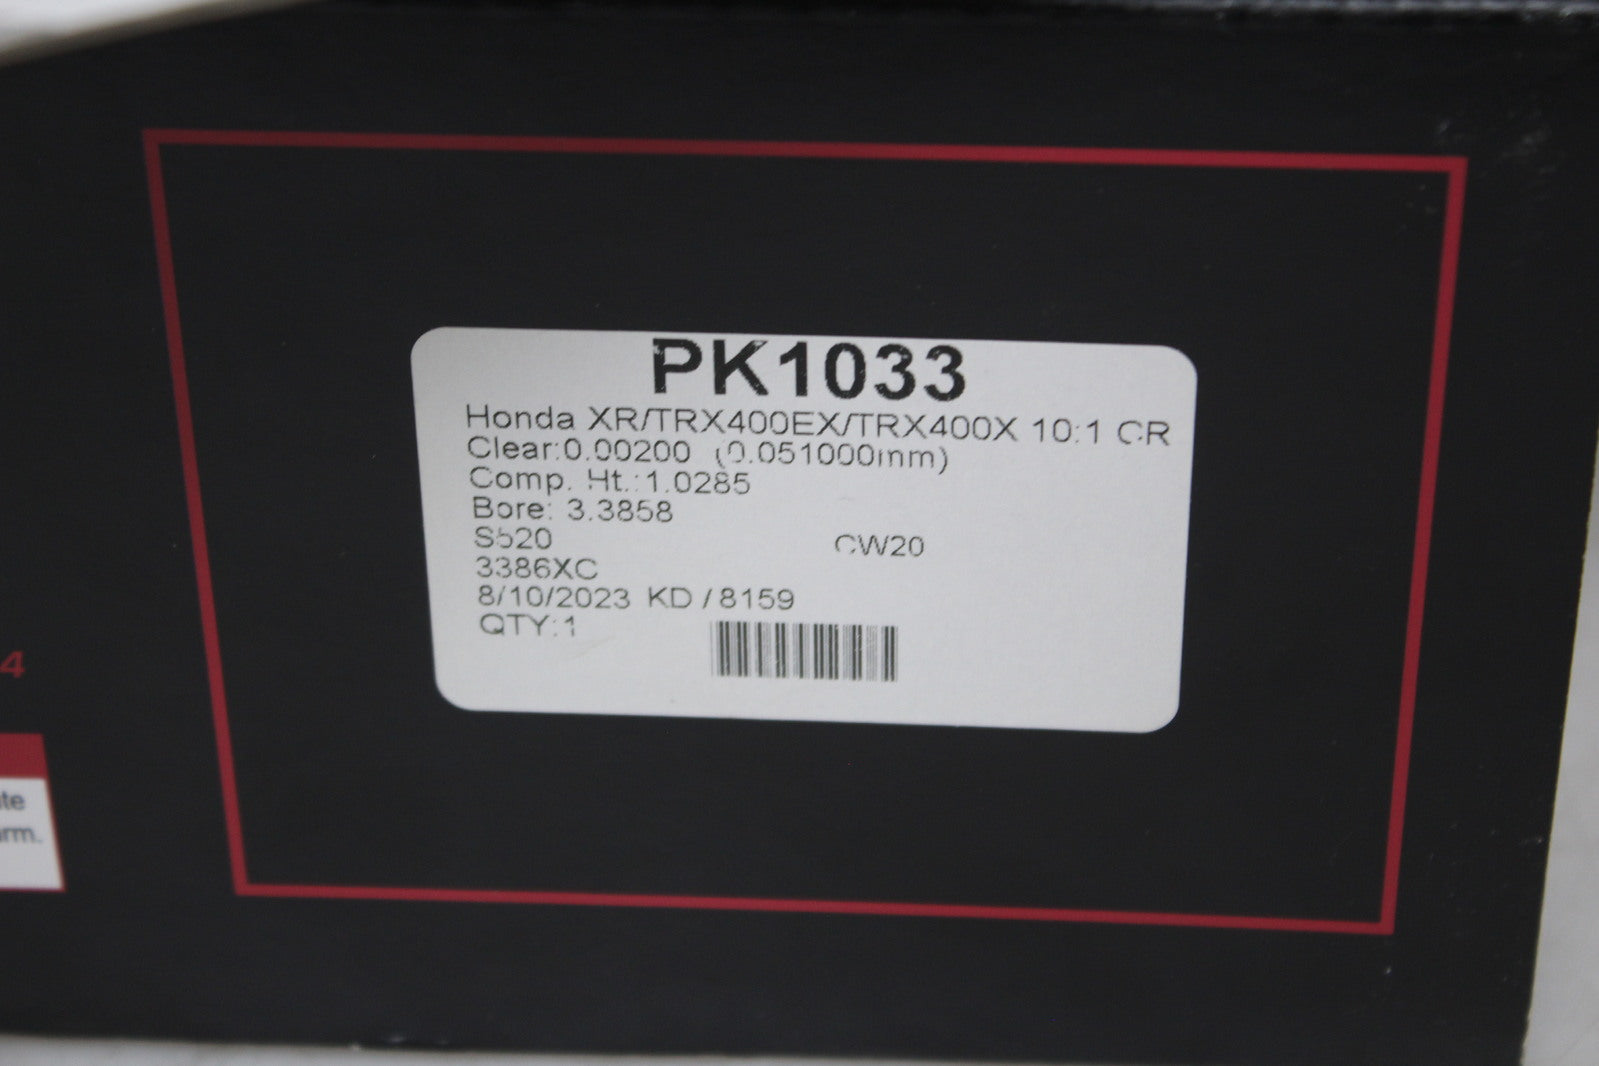 PK1033
Honda XR/TRX400EX/TRX400X 10:1 CR
Clear:0.00200 (0.051000mm)
Comp. Ht.:1.0285
Bore: 3.3858
S520 CW20
3386XC
8/10/2023 KD / 8159
QTY:1
4